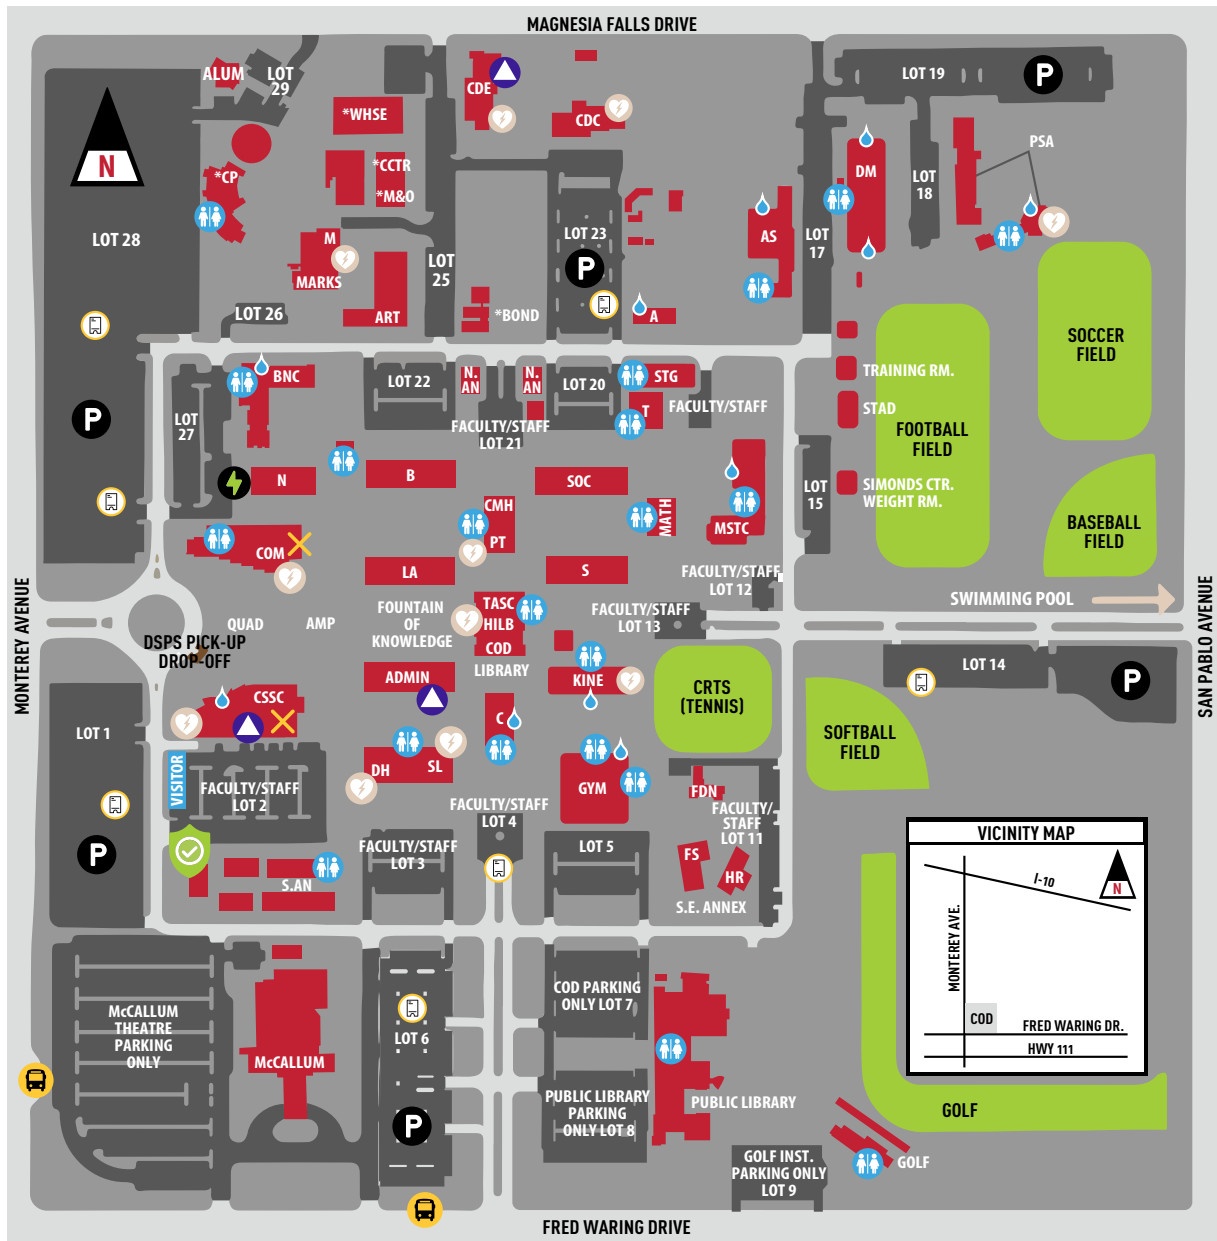 MAGNESIA FALLS DRIVE
ALUM
LOT
29
CDE
LOT 19
P
*WHSE
CDC
PSA
N
*CCTR
*CP
*M&O
DM
LOT
18
LOT 28
M
LOT 23
AS
LOT
17
MARKS
LOT
25
P
LOT 26
ART
*BOND
A
SOCCER
FIELD
BNC
LOT 22
N.
AN
N.
AN
LOT 20
STG
TRAINING RM.
P
LOT
27
T
FACULTY/STAFF
STAD
FACULTY/STAFF
LOT 21
FOOTBALL
FIELD
N
B
SOC
LOT
15
SIMONDS CTR.
WEIGHT RM.
CMH
MATH
MSTC
BASEBALL
FIELD
COM
PT
LA
S
FACULTY/STAFF
LOT 12
MONTEREY AVENUE
SAN PABLO AVENUE
SWIMMING POOL
QUAD
AMP
FOUNTAIN
OF
KNOWLEDGE
TASC
HILB
COD
LIBRARY
FACULTY/STAFF
LOT 13
DSPS PICK-UP
DROP-OFF
LOT 14
P
ADMIN
KINE
CRTS
(TENNIS)
CSSC
LOT 1
C
SOFTBALL
FIELD
VISITOR
FACULTY/STAFF
LOT 2
DH
SL
GYM
FDN
FACULTY/STAFF
LOT 4
FACULTY/
STAFF
LOT 11
P
FACULTY/STAFF
LOT 3
LOT 5
FS
HR
S.AN
S.E. ANNEX
VICINITY MAP
I-10
N
MONTEREY AVE.
COD
FRED WARING DR.
HWY 111
McCALLUM
THEATRE
PARKING
ONLY
COD PARKING
ONLY LOT 7
LOT 6
McCALLUM
PUBLIC LIBRARY
PARKING
ONLY LOT 8
PUBLIC LIBRARY
GOLF
P
GOLF INST.
PARKING ONLY
LOT 9
GOLF
FRED WARING DRIVE